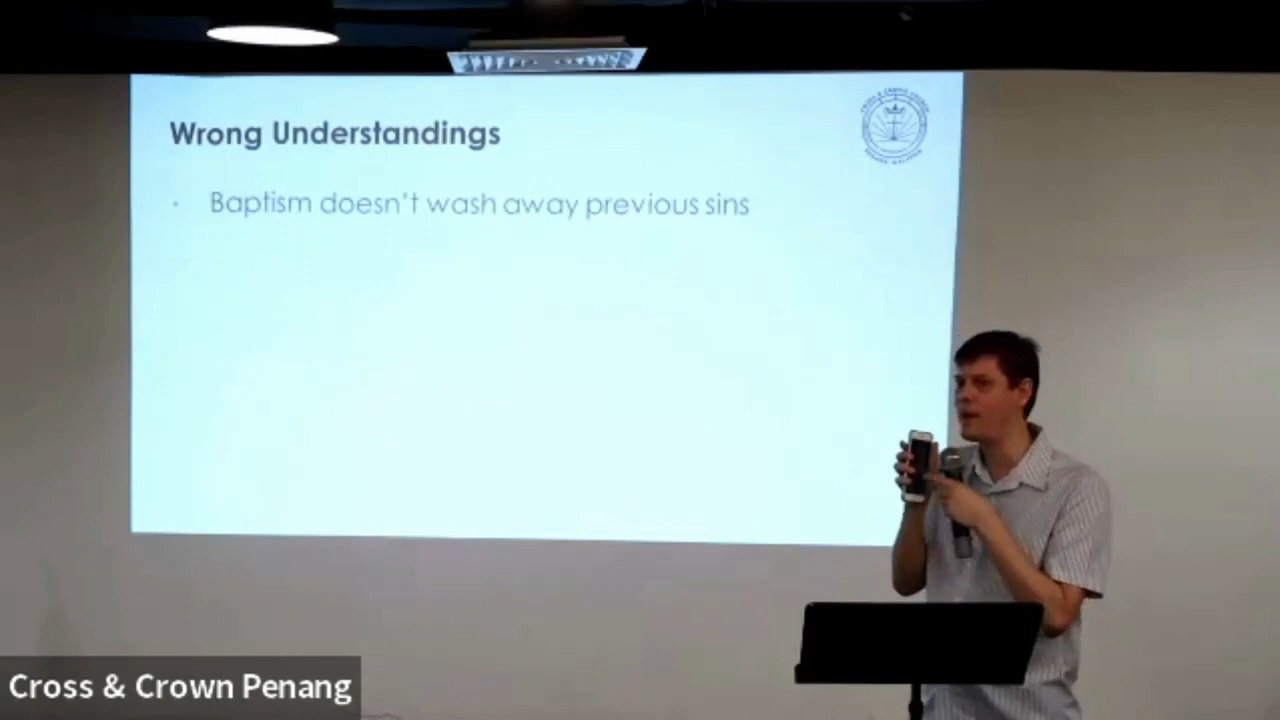 Wrong Understandings
• Baptism doesn't wash away previous sins
Cross & Crown Penang